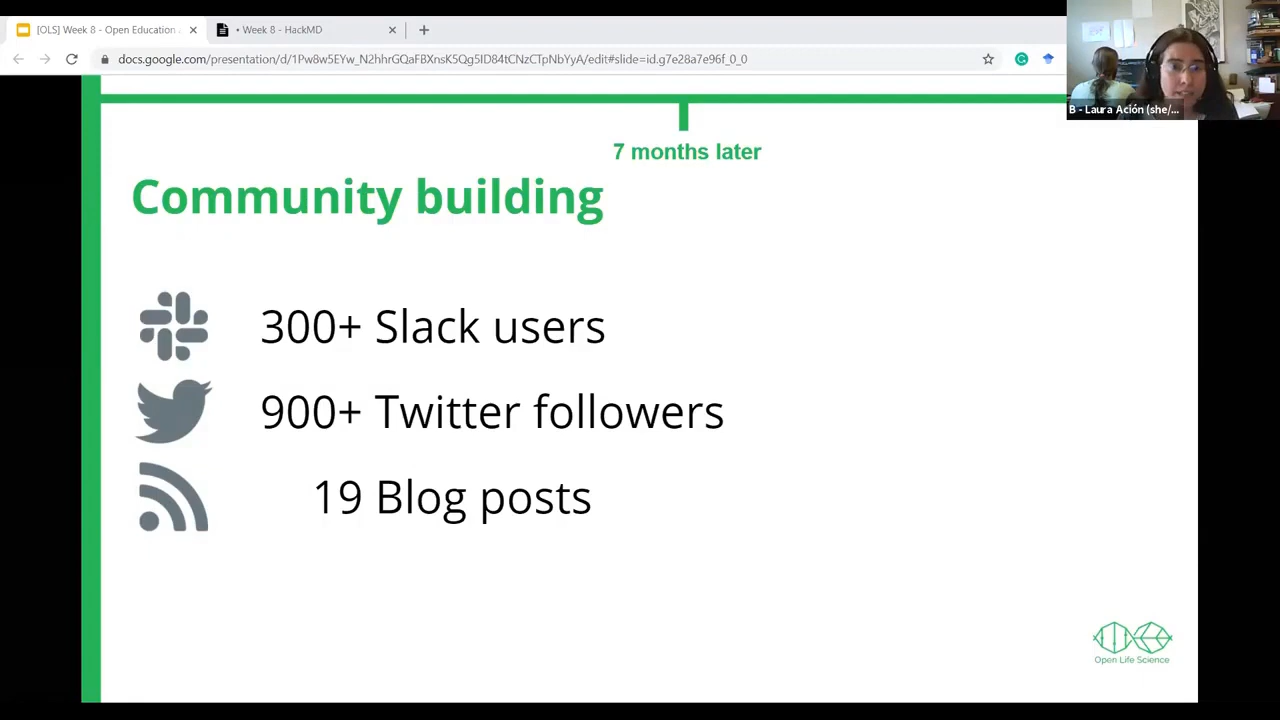 [OLS] Week 8 - Open Education
• Week 8 - HackMD
docs.google.com/presentation/d/1Pw8w5EYw_N2hhrGQaFBXnsK5Qg5ID84tCNzCTpNbYyA/edit#slide=id.g7e28a7e96f_0_0
B - Laura Ación (she/...
7 months later
Community building
300+ Slack users
900+ Twitter followers
19 Blog posts
Open Life Science